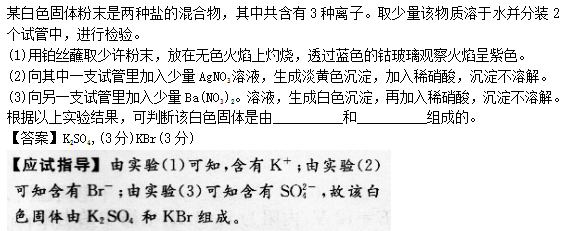 某白色固体粉末是两种盐的混合物，其中共含有3种离子。取少量该物质溶于水并分装2
个试管中，进行检验。
(1)用铂丝蘸取少许粉末，放在无色火焰上灼烧，透过蓝色的钴玻璃观察火焰呈紫色。
(2)向其中一支试管里加入少量AgNO₃溶液，生成淡黄色沉淀，加入稀硝酸，沉淀不溶解。
(3)向另一支试管里加入少量Ba(NO₃)₂。溶液，生成白色沉淀，再加入稀硝酸，沉淀不溶解。
根据以上实验结果，可判断该白色固体是由________和________组成的。
【答案】K₂SO₄,(3分)KBr(3分)
【应试指导】由实验(1)可知,含有K⁺;由实验(2)
可知含有Br⁻;由实验(3)可知含有SO₄²⁻,故该白
色固体由K₂SO₄和KBr组成。